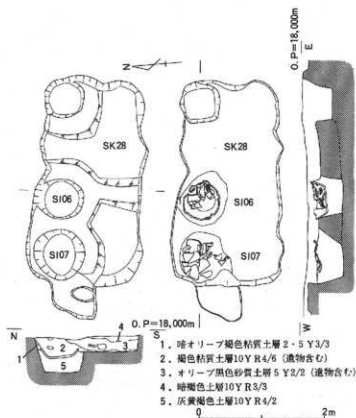 O.P=18,000m
E
N
SK28
SI06
SI07
SK28
SI06
SI07
W
O.P=18,000m
N
S
1
2
3
4
5
1. 暗オリーブ褐色粘質土層2.5Y3/3
2. 褐色粘質土層10YR4/6 (遺物含む)
3. オリーブ黒色砂質土層5Y2/2 (遺物含む)
4. 暗褐色土層10YR3/3
5. 灰黄褐色土層10YR4/2
0
2m